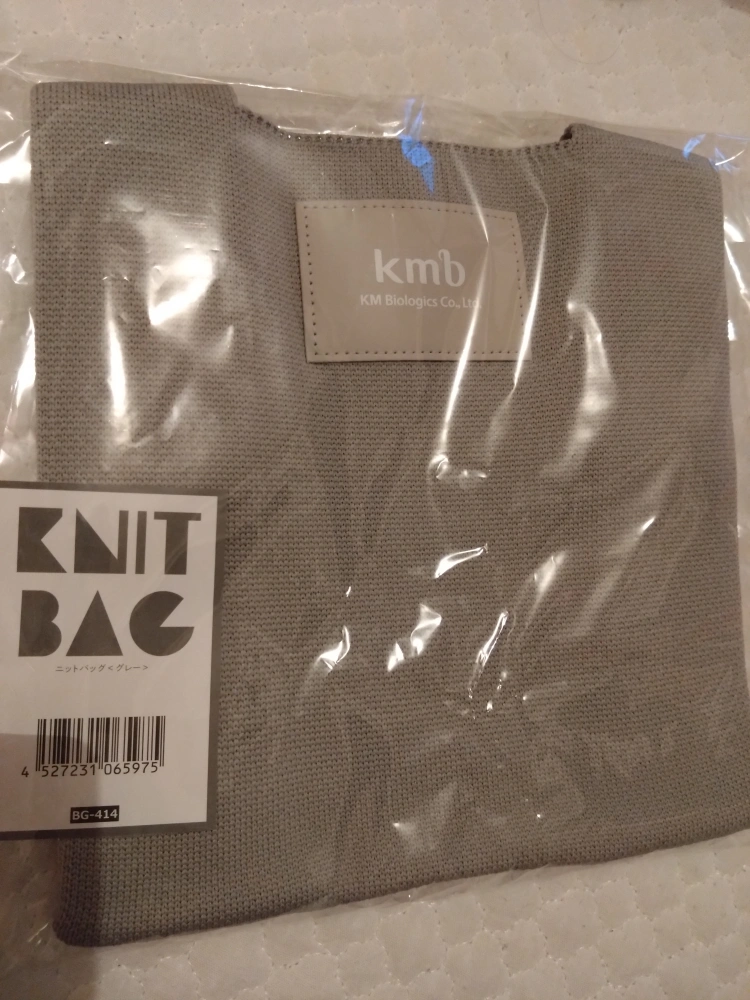 kmb
KM Biologics Co., Ltd.
KNIT
BAG
ニットバッグ<グレー>
4 527231 065975
BG-414